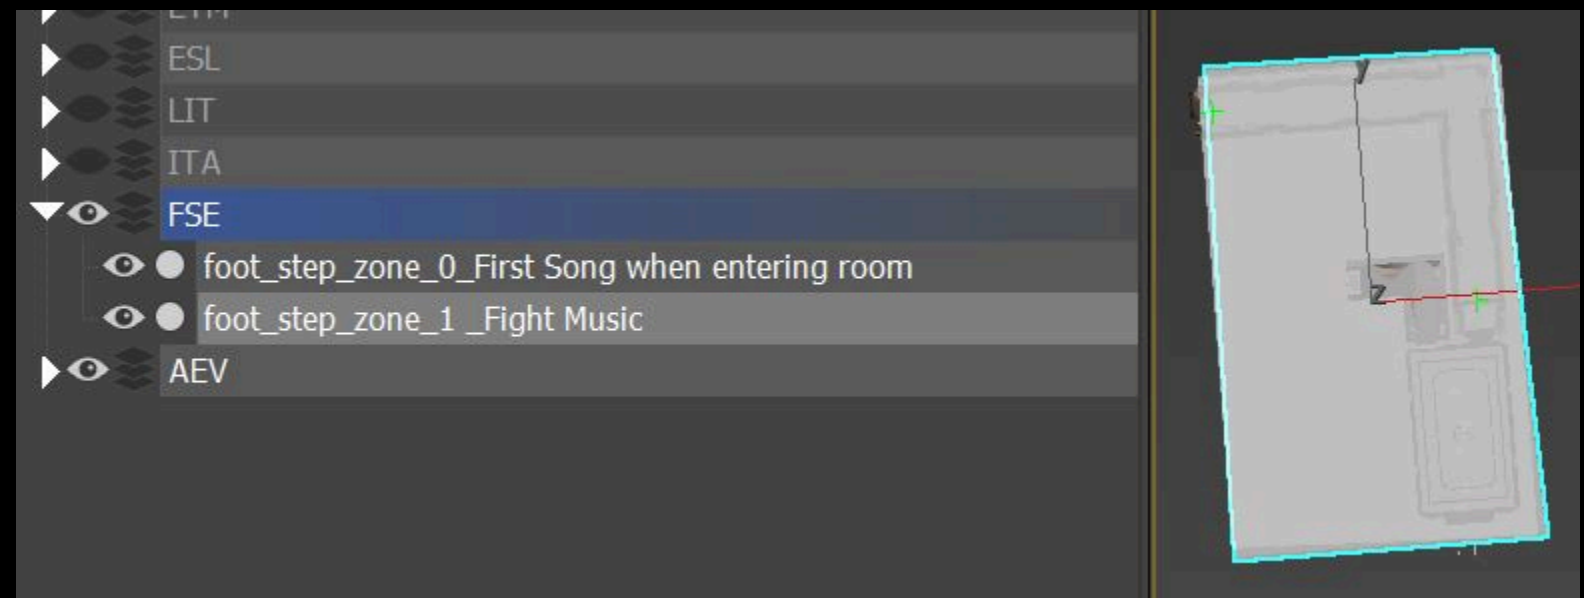 ESL
LIT
ITA
FSE
foot_step_zone_0_First Song when entering room
foot_step_zone_1 _Fight Music
AEV